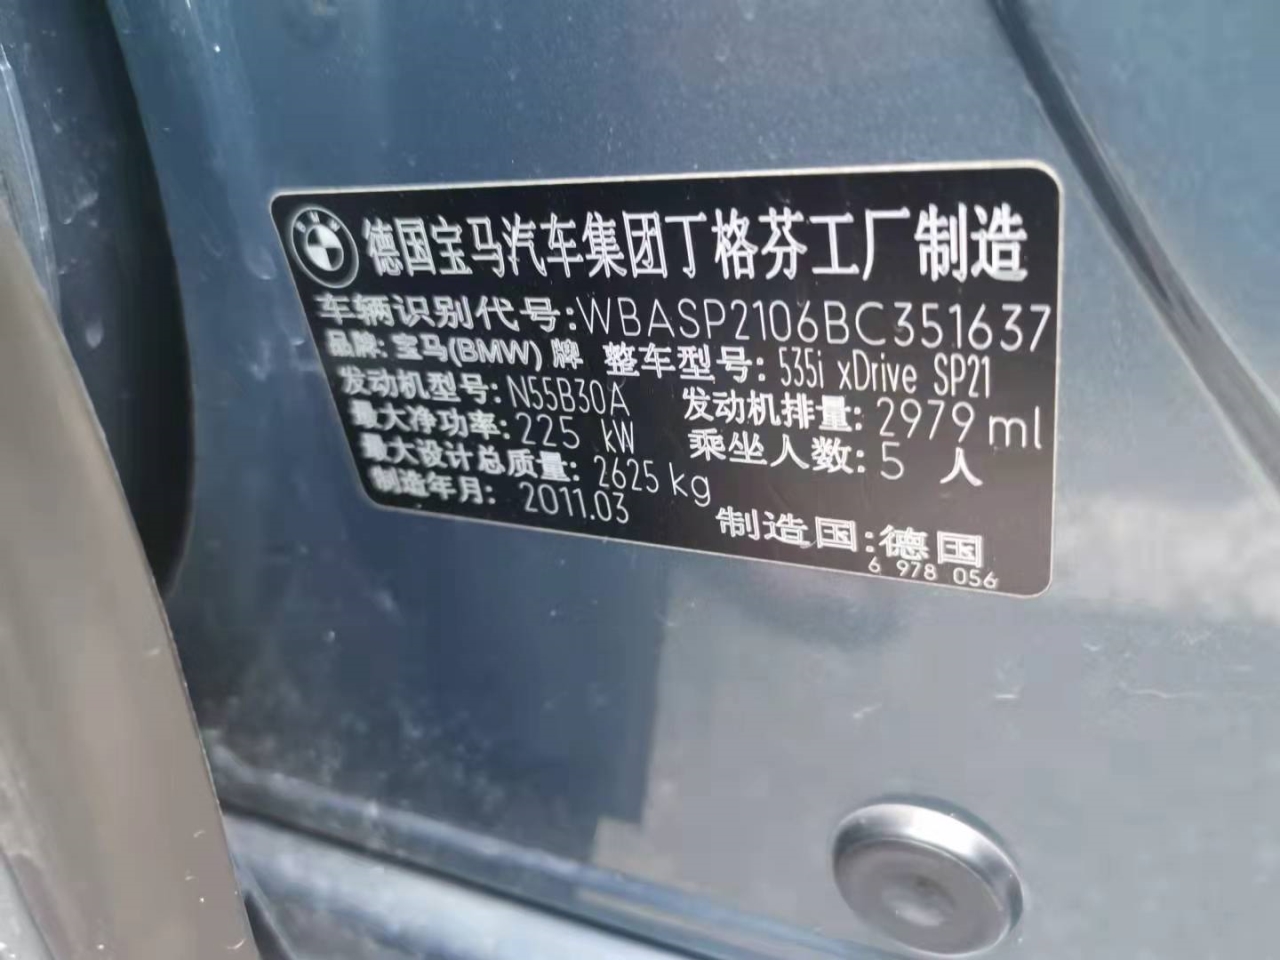 BMW
德国宝马汽车集团丁格芬工厂制造
车辆识别代号:WBASP2106BC351637
品牌: 宝马(BMW)牌 整车型号: 535i xDrive SP21
发动机型号: N55B30A 发动机排量: 2979 ml
最大净功率: 225 kW 乘坐人数: 5 人
最大设计总质量: 2625 kg
制造年月: 2011.03 制造国: 德国
6 978 056